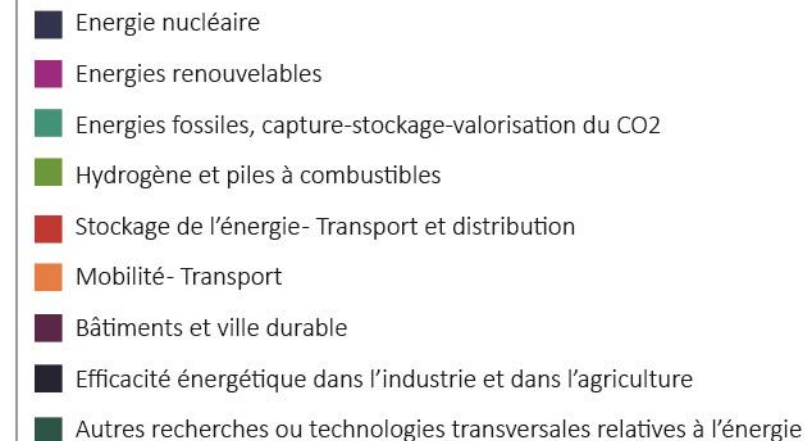 Energie nucléaire
Energies renouvelables
Energies fossiles, capture-stockage-valorisation du CO2
Hydrogène et piles à combustibles
Stockage de l'énergie- Transport et distribution
Mobilité- Transport
Bâtiments et ville durable
Efficacité énergétique dans l'industrie et dans l'agriculture
Autres recherches ou technologies transversales relatives à l'énergie